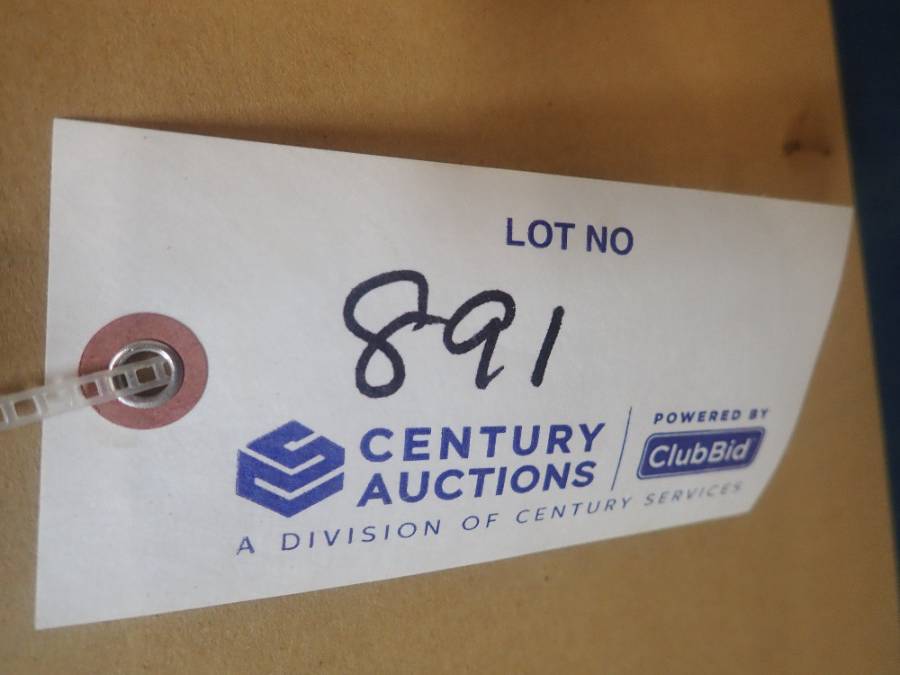 LOT NO
891
CENTURY
AUCTIONS
POWERED BY
ClubBid
A DIVISION OF CENTURY SERVICES